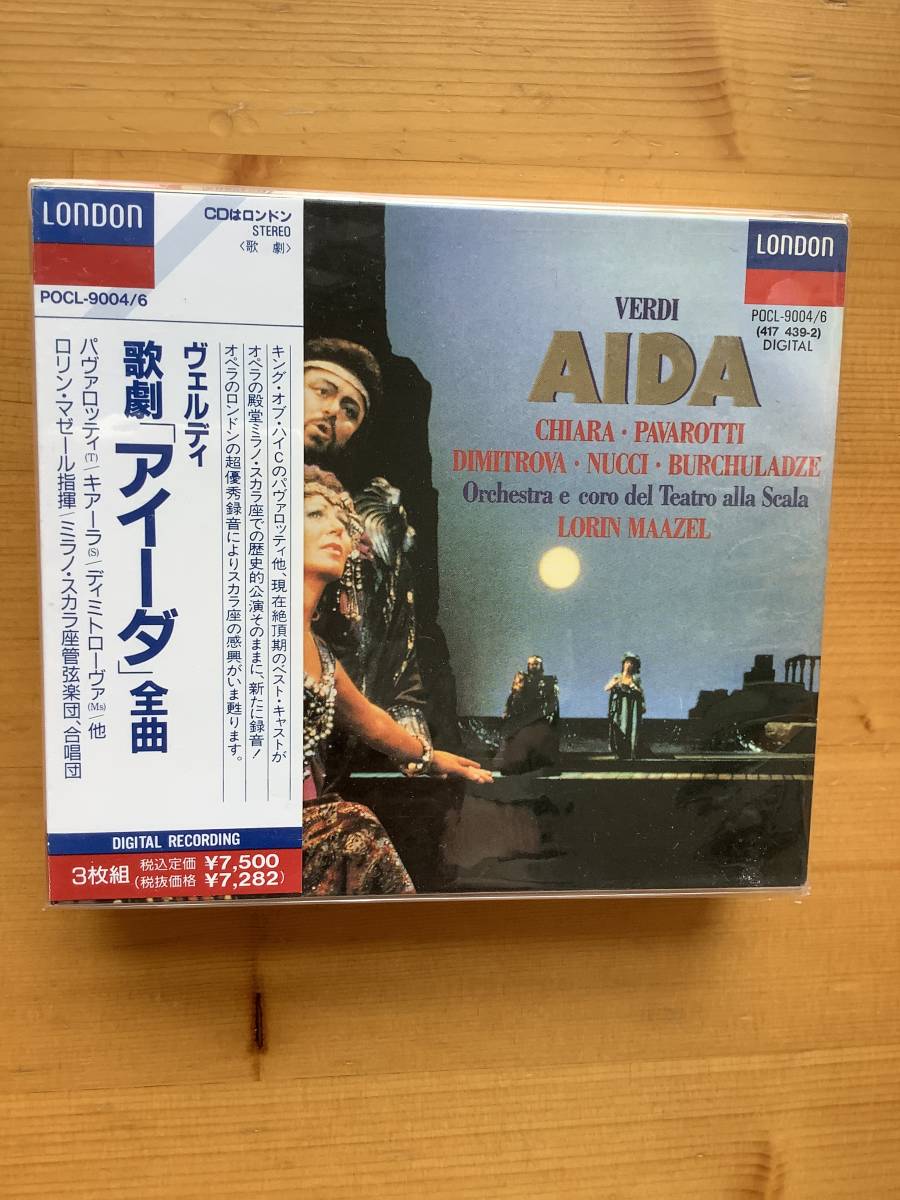 LONDON
CDはロンドン
STEREO
〈歌 劇〉
POCL-9004/6
キング・オブ・ハイCのパヴァロッティ他、現在絶頂期のベスト・キャストが
オペラの殿堂ミラノ・スカラ座での歴史的公演そのままに、新たに録音!
オペラのロンドンの超優秀録音によりスカラ座の感興がいま甦ります。
ヴェルディ
歌劇「アイーダ」全曲
パヴァロッティ(T)/キアーラ(S)/ディミトローヴァ(Ms)/他
ロリン・マゼール指揮/ミラノ・スカラ座管弦楽団、合唱団
DIGITAL RECORDING
3枚組 税込定価 ¥7,500
(税抜価格 ¥7,282)
LONDON
POCL-9004/6
(417 439-2)
DIGITAL
VERDI
AIDA
CHIARA・PAVAROTTI
DIMITROVA・NUCCI・BURCHULADZE
Orchestra e coro del Teatro alla Scala
LORIN MAAZEL